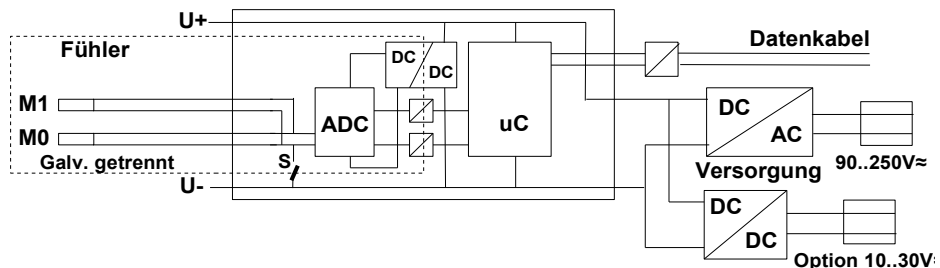 U+
Fühler
DC
DC
Datenkabel
M1
M0
ADC
uC
DC
AC
Galv. getrennt
S
Versorgung
90..250V≈
U-
DC
DC
Option 10..30V≂